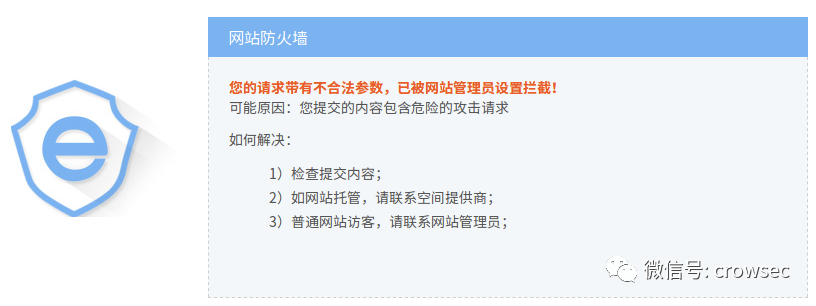 网站防火墙
您的请求带有不合法参数，已被网站管理员设置拦截！
可能原因：您提交的内容包含危险的攻击请求
如何解决：
1）检查提交内容；
2）如网站托管，请联系空间提供商；
3）普通网站访客，请联系网站管理员；
微信号: crowsec